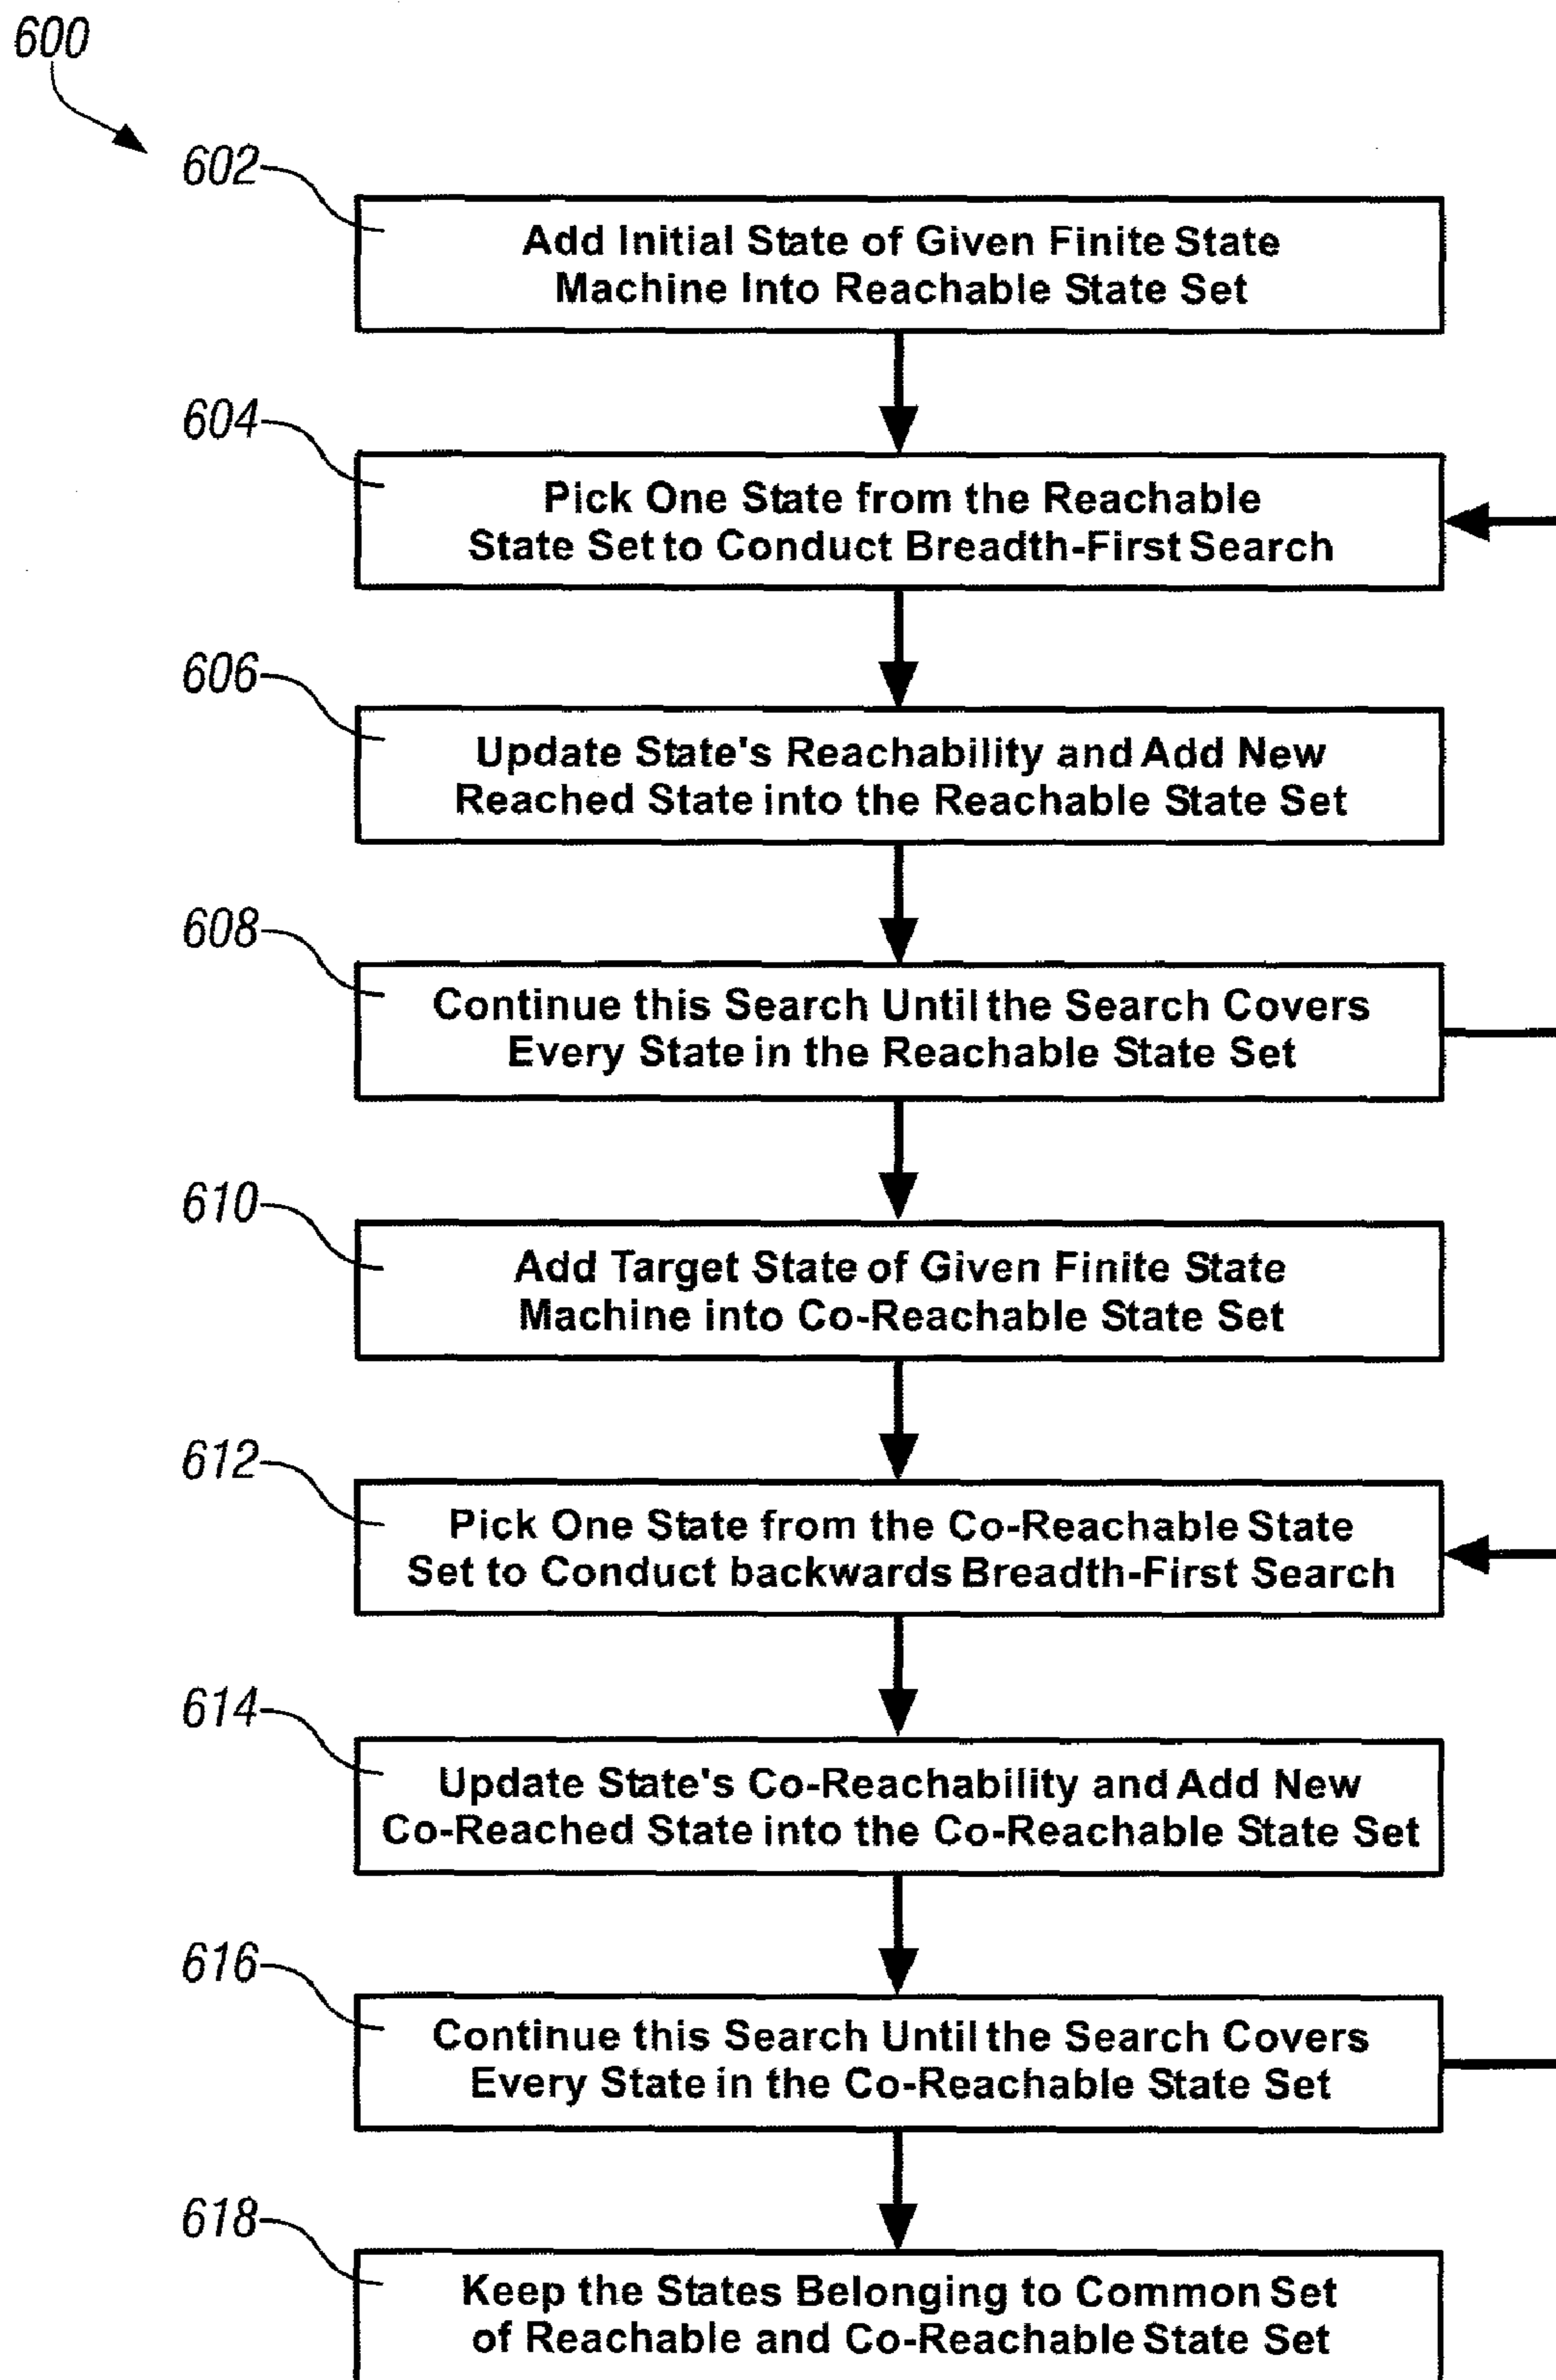 600
602
Add Initial State of Given Finite State
Machine Into Reachable State Set
604
Pick One State from the Reachable
State Set to Conduct Breadth-First Search
606
Update State's Reachability and Add New
Reached State into the Reachable State Set
608
Continue this Search Until the Search Covers
Every State in the Reachable State Set
610
Add Target State of Given Finite State
Machine into Co-Reachable State Set
612
Pick One State from the Co-Reachable State
Set to Conduct backwards Breadth-First Search
614
Update State's Co-Reachability and Add New
Co-Reached State into the Co-Reachable State Set
616
Continue this Search Until the Search Covers
Every State in the Co-Reachable State Set
618
Keep the States Belonging to Common Set
of Reachable and Co-Reachable State Set